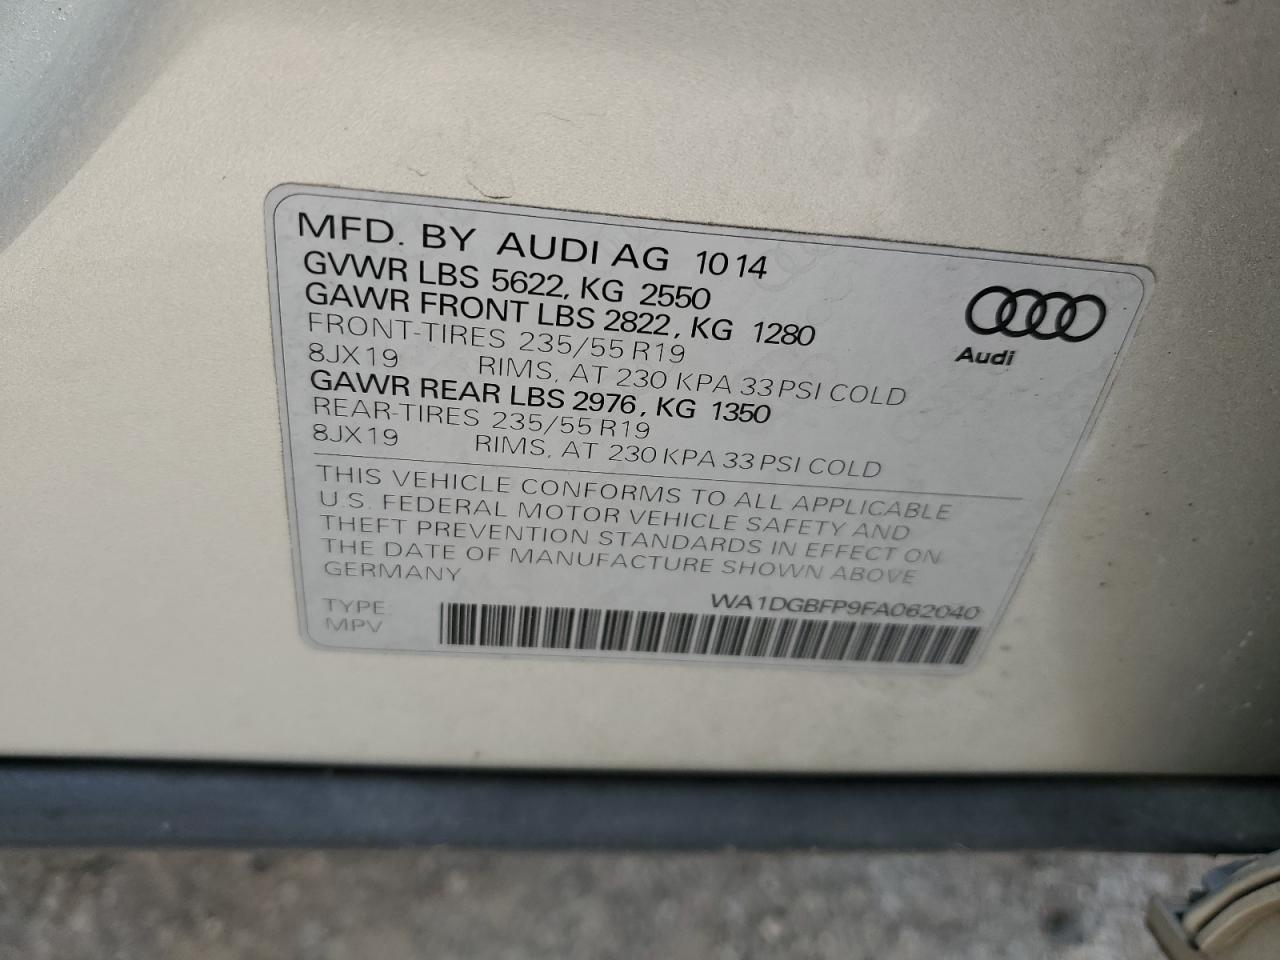 MFD. BY AUDI AG 1014
GVWR LBS 5622, KG 2550
GAWR FRONT LBS 2822, KG 1280
FRONT-TIRES 235/55 R19
8JX19 RIMS, AT 230 KPA 33 PSI COLD
GAWR REAR LBS 2976, KG 1350
REAR-TIRES 235/55 R19
8JX19 RIMS, AT 230 KPA 33 PSI COLD
Audi
THIS VEHICLE CONFORMS TO ALL APPLICABLE
U.S. FEDERAL MOTOR VEHICLE SAFETY AND
THEFT PREVENTION STANDARDS IN EFFECT ON
THE DATE OF MANUFACTURE SHOWN ABOVE
GERMANY
WA1DGBFP9FA062040
TYPE:
MPV